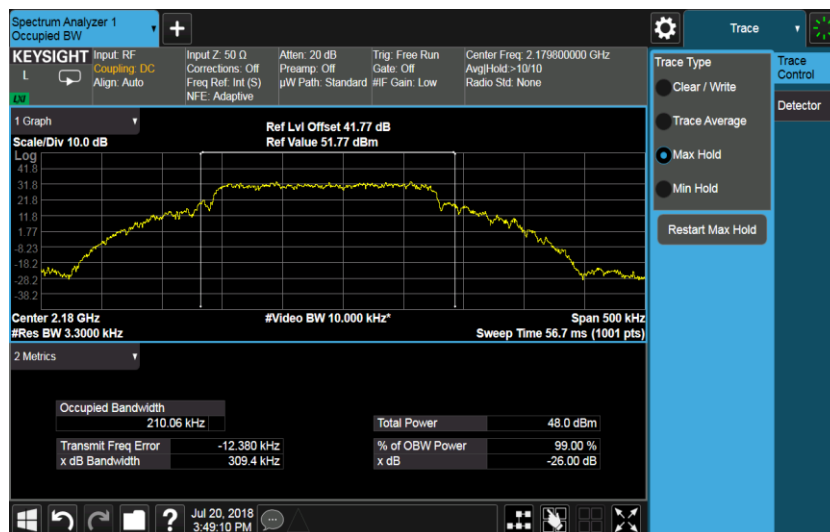 Spectrum Analyzer 1
Occupied BW
Trace
KEYSIGHT
L
LXI
Input: RF
Coupling: DC
Align: Auto
Input Z: 50 Ω
Corrections: Off
Freq Ref: Int (S)
NFE: Adaptive
Atten: 20 dB
Preamp: Off
µW Path: Standard
Trig: Free Run
Gate: Off
#IF Gain: Low
Center Freq: 2.179800000 GHz
Avg|Hold:>10/10
Radio Std: None
1 Graph
Scale/Div 10.0 dB
Ref Lvl Offset 41.77 dB
Ref Value 51.77 dBm
Log
41.8
31.8
21.8
11.8
1.77
-8.23
-18.2
-28.2
-38.2
Center 2.18 GHz
#Res BW 3.3000 kHz
#Video BW 10.000 kHz*
Span 500 kHz
Sweep Time 56.7 ms (1001 pts)
2 Metrics
Occupied Bandwidth
210.06 kHz
Transmit Freq Error -12.380 kHz
x dB Bandwidth 309.4 kHz
Total Power 48.0 dBm
% of OBW Power 99.00 %
x dB -26.00 dB
Jul 20, 2018
3:49:10 PM
Trace Type
Clear / Write
Trace Average
Max Hold
Min Hold
Restart Max Hold
Trace
Control
Detector